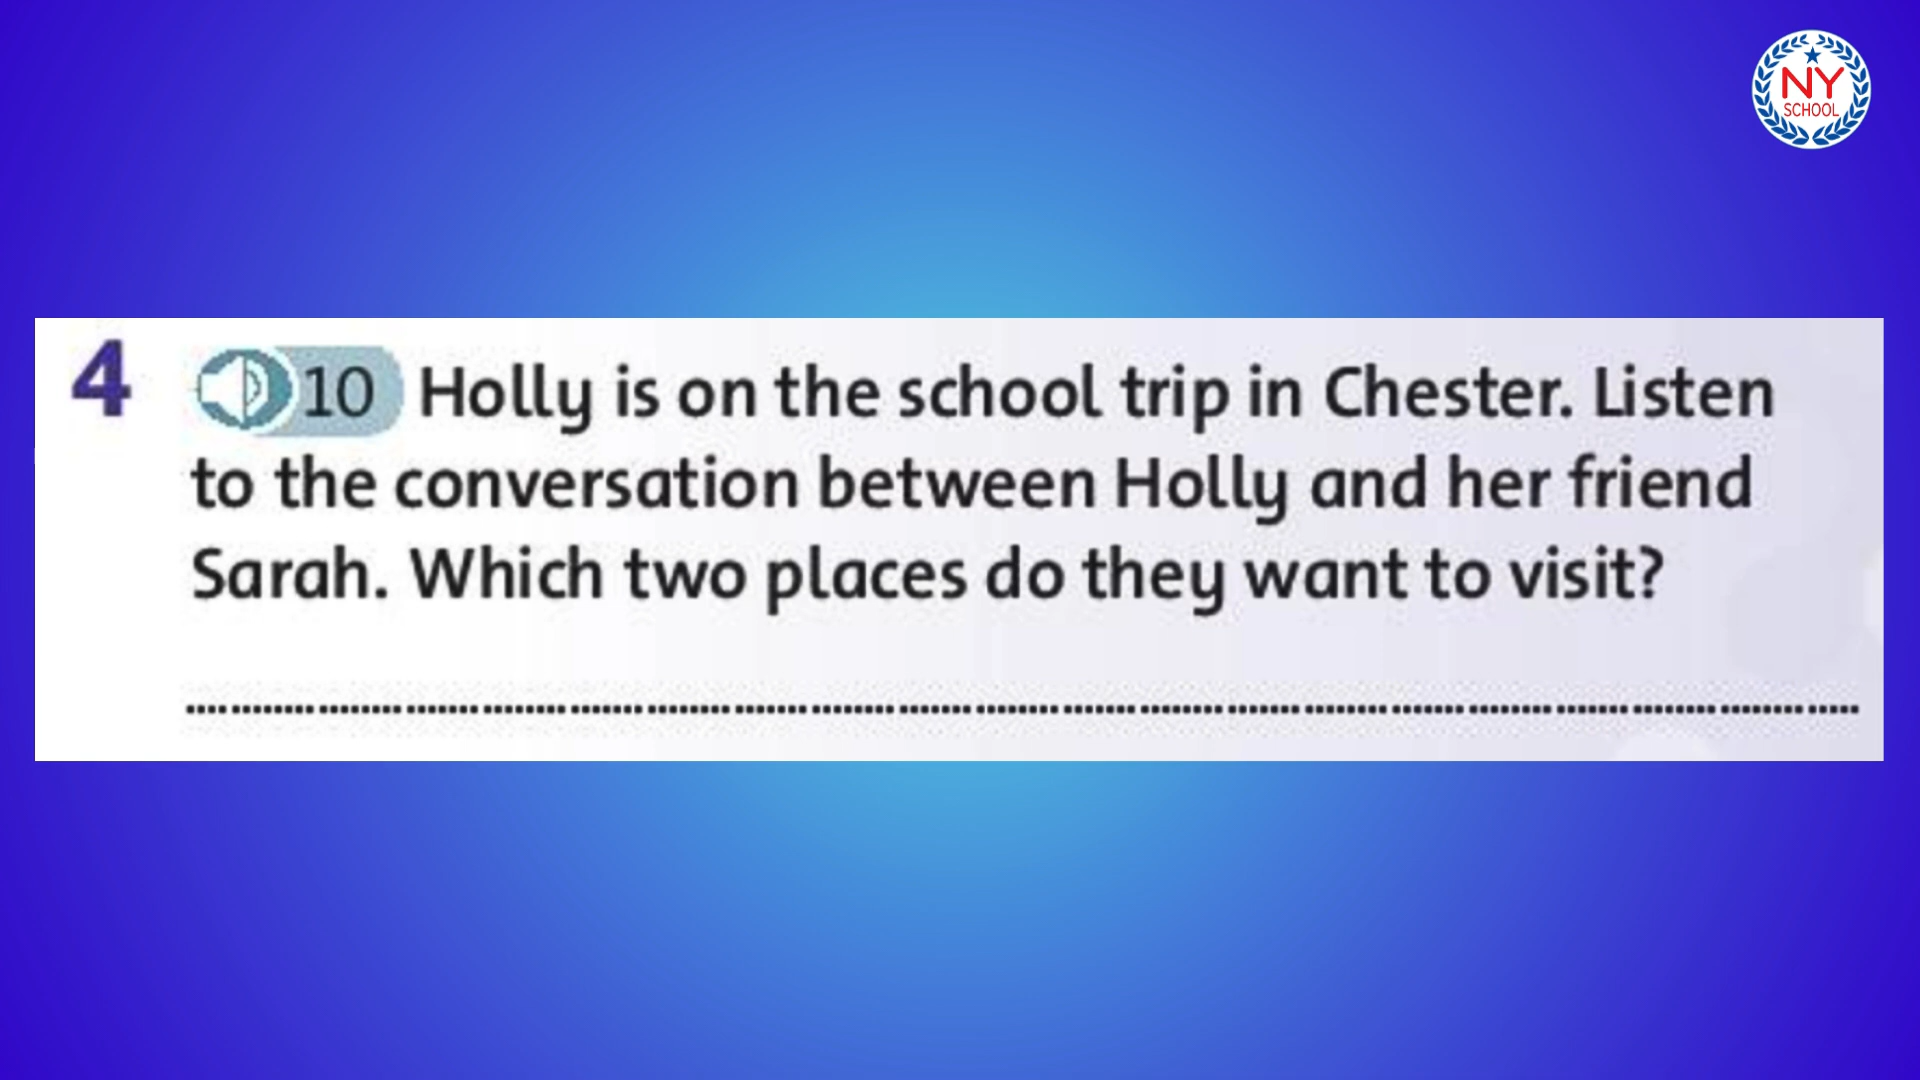 NY
SCHOOL
4 10 Holly is on the school trip in Chester. Listen
to the conversation between Holly and her friend
Sarah. Which two places do they want to visit?